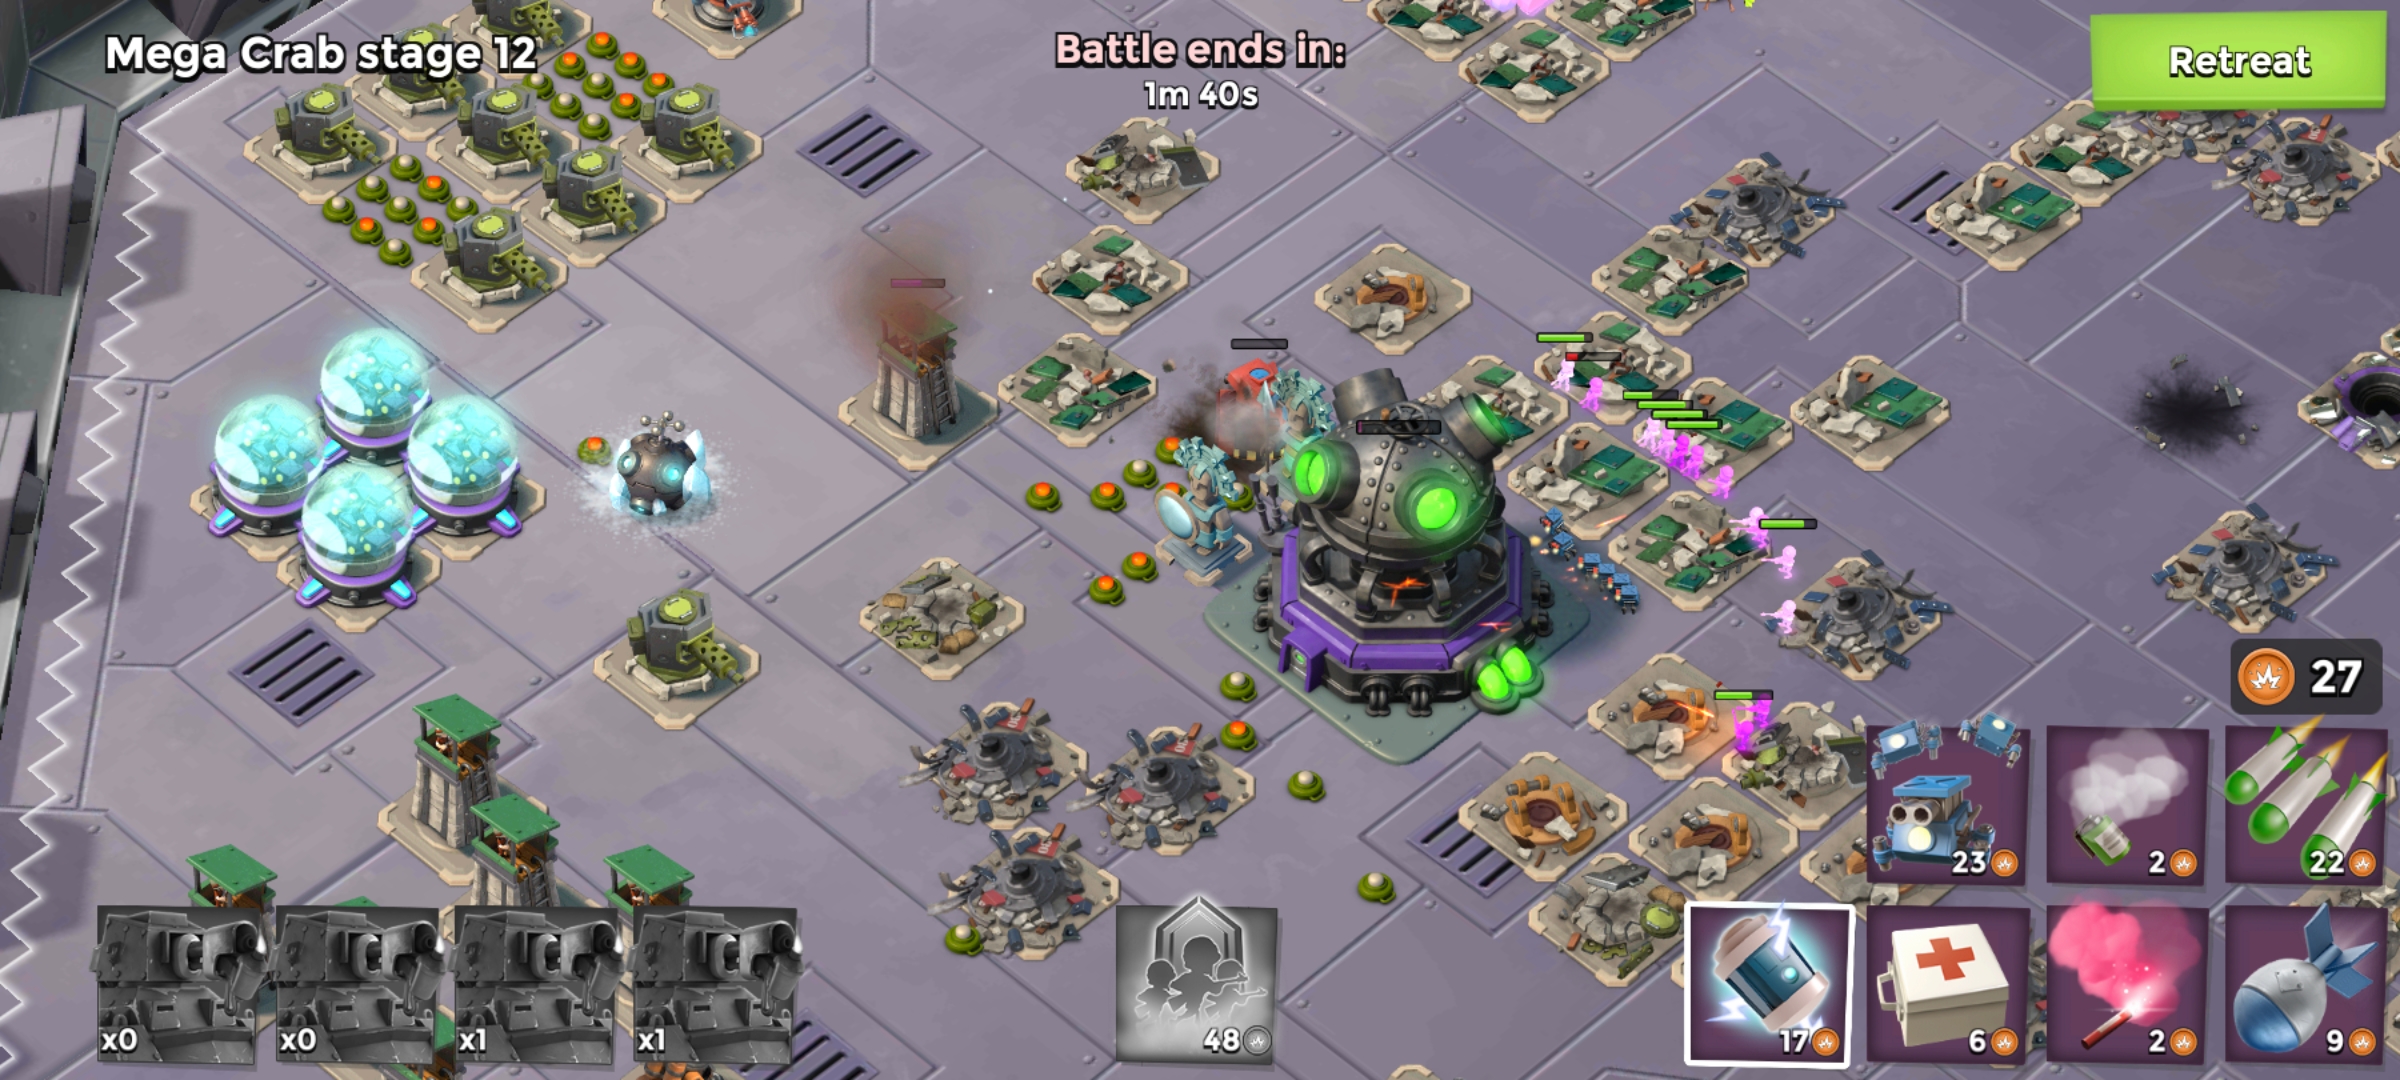 Mega Crab stage 12
Battle ends in:
1m 40s
Retreat
27
23
2
22
x0
x0
x1
x1
48
17
6
2
9